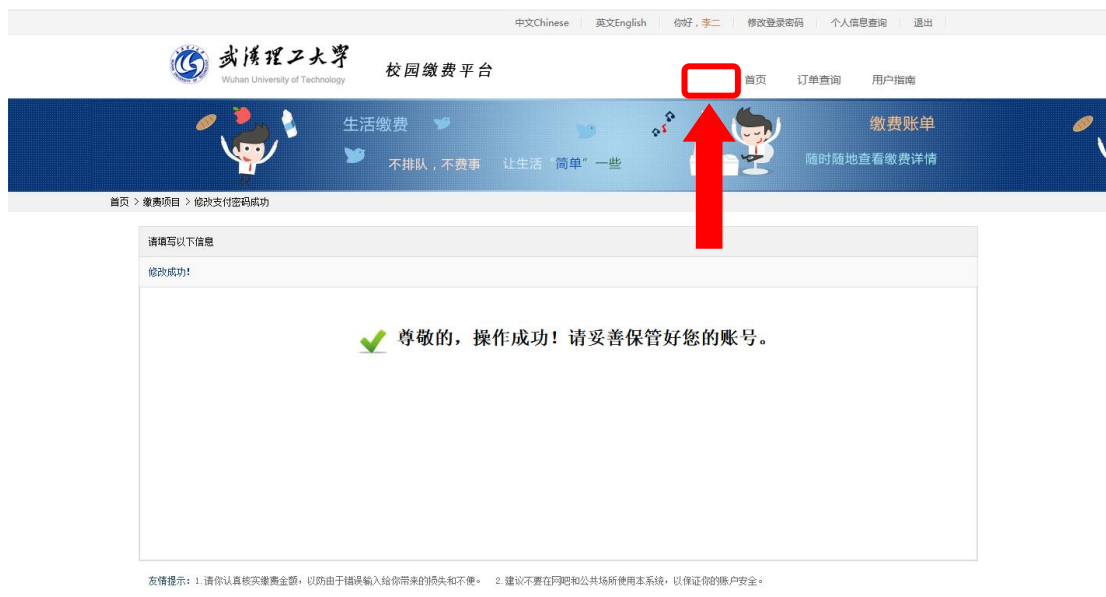 中文Chinese 英文English 你好，李二 修改登录密码 个人信息查询 退出
武汉理工大学
Wuhan University of Technology
校园缴费平台
首页 订单查询 用户指南
生活缴费
不排队，不费事 让生活“简单”一些
缴费账单
随时随地查看缴费详情
首页 > 缴费项目 > 修改支付密码成功
请填写以下信息
修改成功!
尊敬的，操作成功！请妥善保管好您的账号。
友情提示：1.请你认真核实缴费金额，以防由于错误输入给你带来的损失和不便。 2.建议不要在网吧和公共场所使用本系统，以保证你的账户安全。